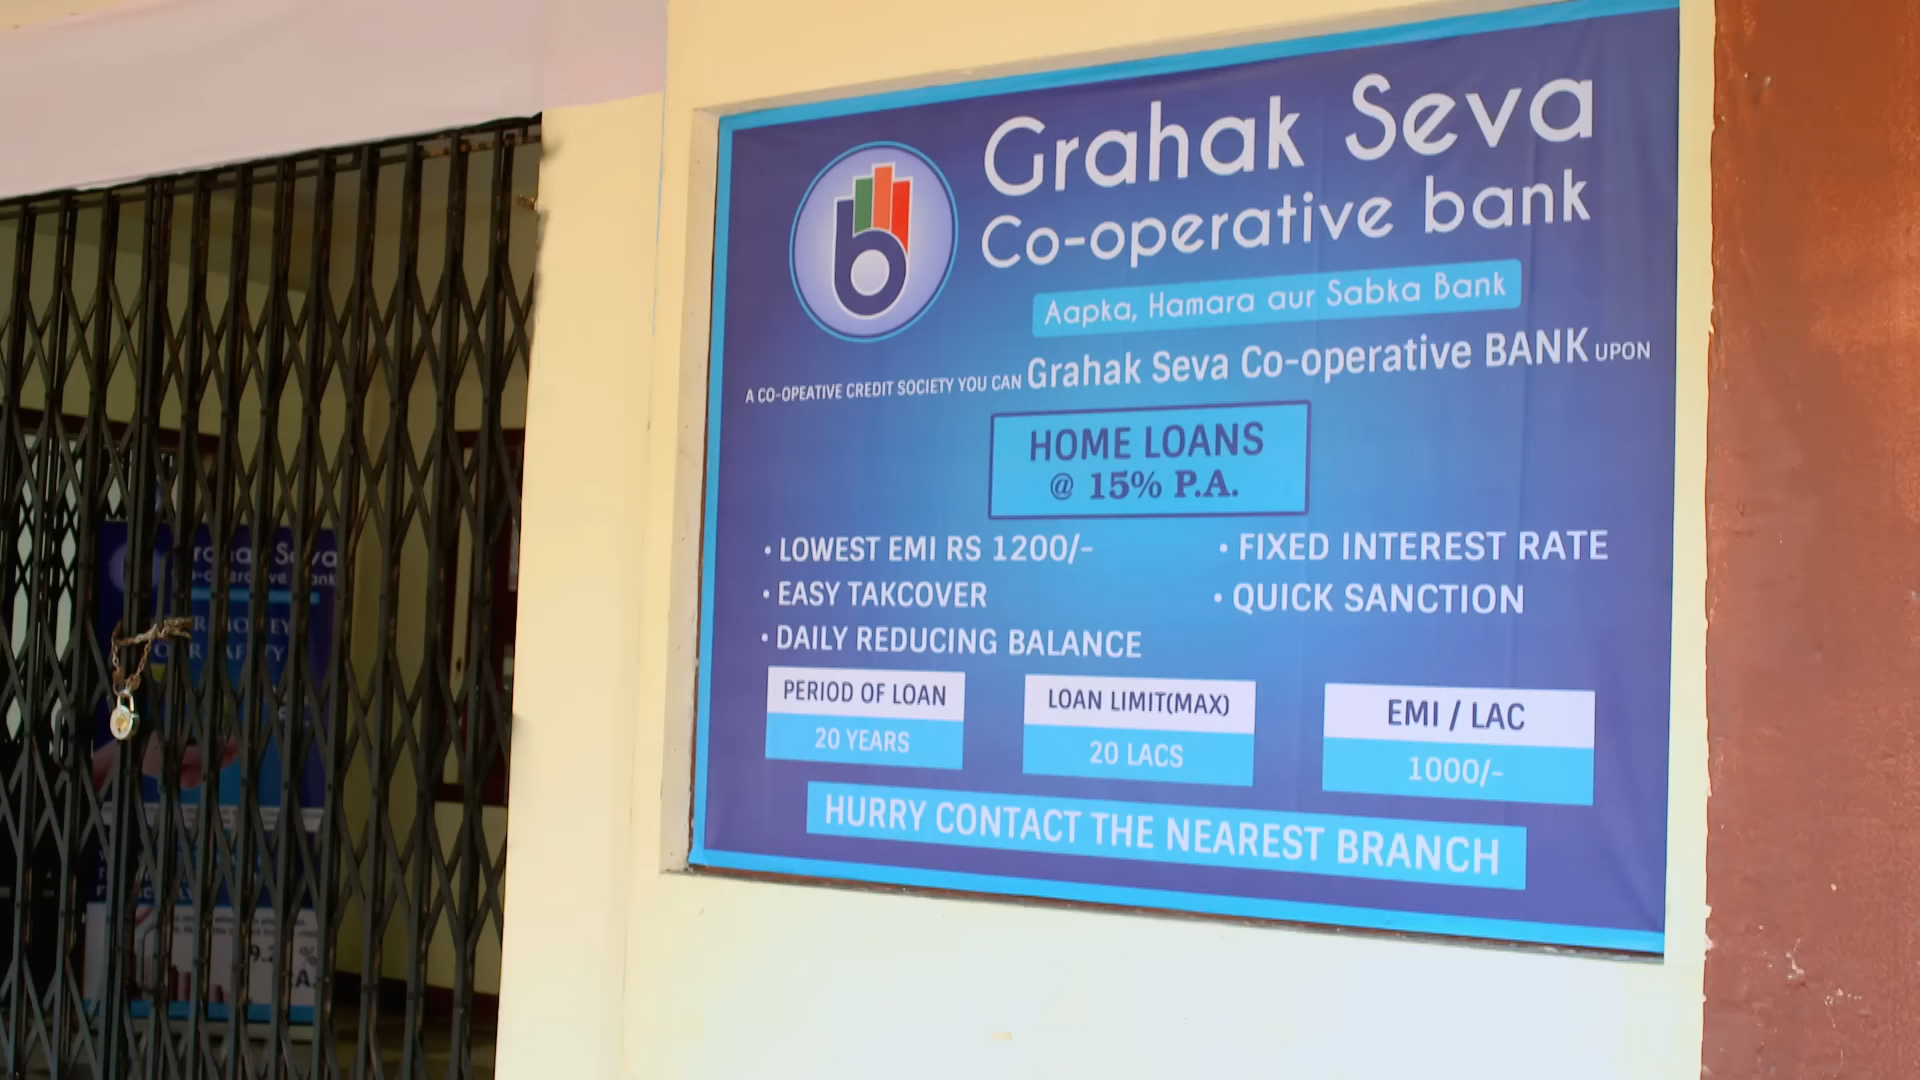 Grahak Seva
Co-operative bank
Aapka, Hamara aur Sabka Bank
A CO-OPEATIVE CREDIT SOCIETY YOU CAN Grahak Seva Co-operative BANK UPON
HOME LOANS
@ 15% P.A.
• LOWEST EMI RS 1200/-
• FIXED INTEREST RATE
• EASY TAKCOVER
• QUICK SANCTION
• DAILY REDUCING BALANCE
PERIOD OF LOAN
20 YEARS
LOAN LIMIT(MAX)
20 LACS
EMI / LAC
1000/-
HURRY CONTACT THE NEAREST BRANCH
Seva